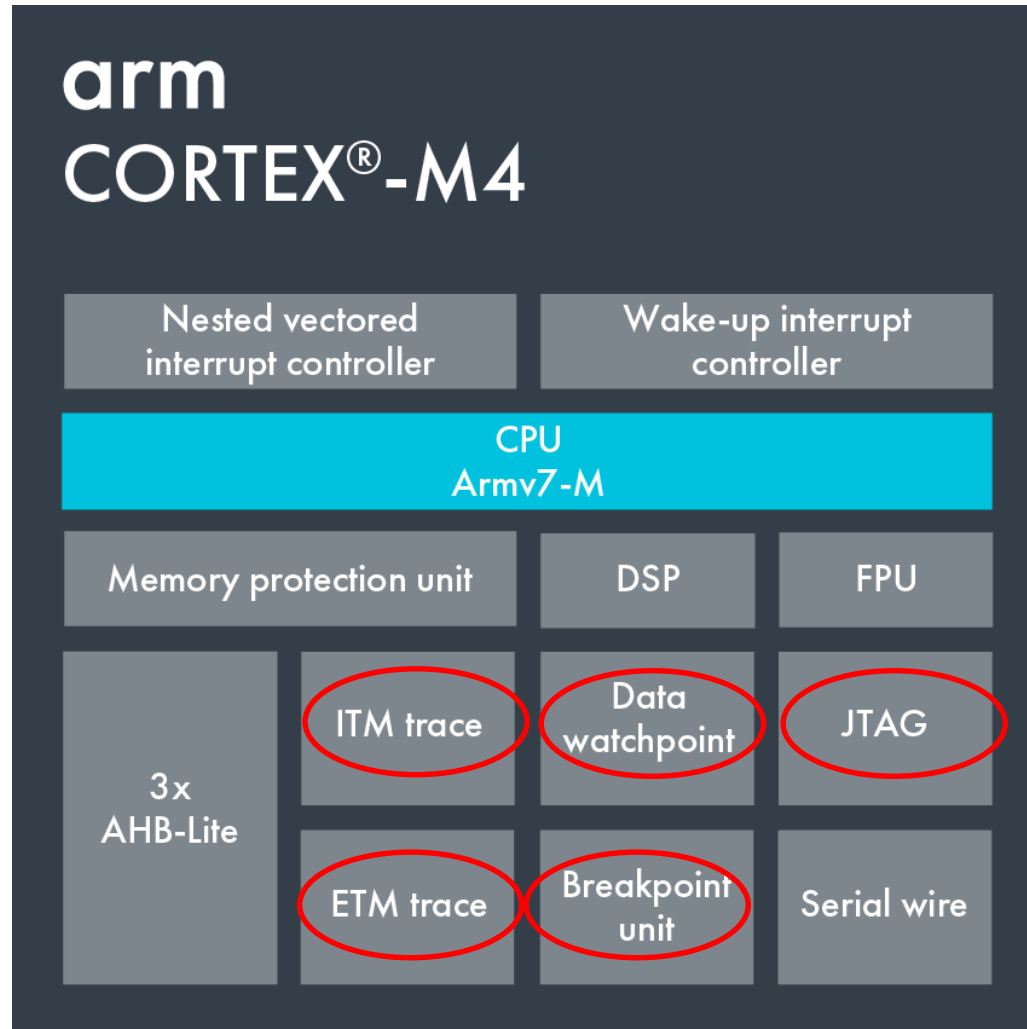 arm
CORTEX®-M4
Nested vectored
interrupt controller
Wake-up interrupt
controller
CPU
Armv7-M
Memory protection unit
DSP
FPU
3x
AHB-Lite
ITM trace
Data
watchpoint
JTAG
ETM trace
Breakpoint
unit
Serial wire